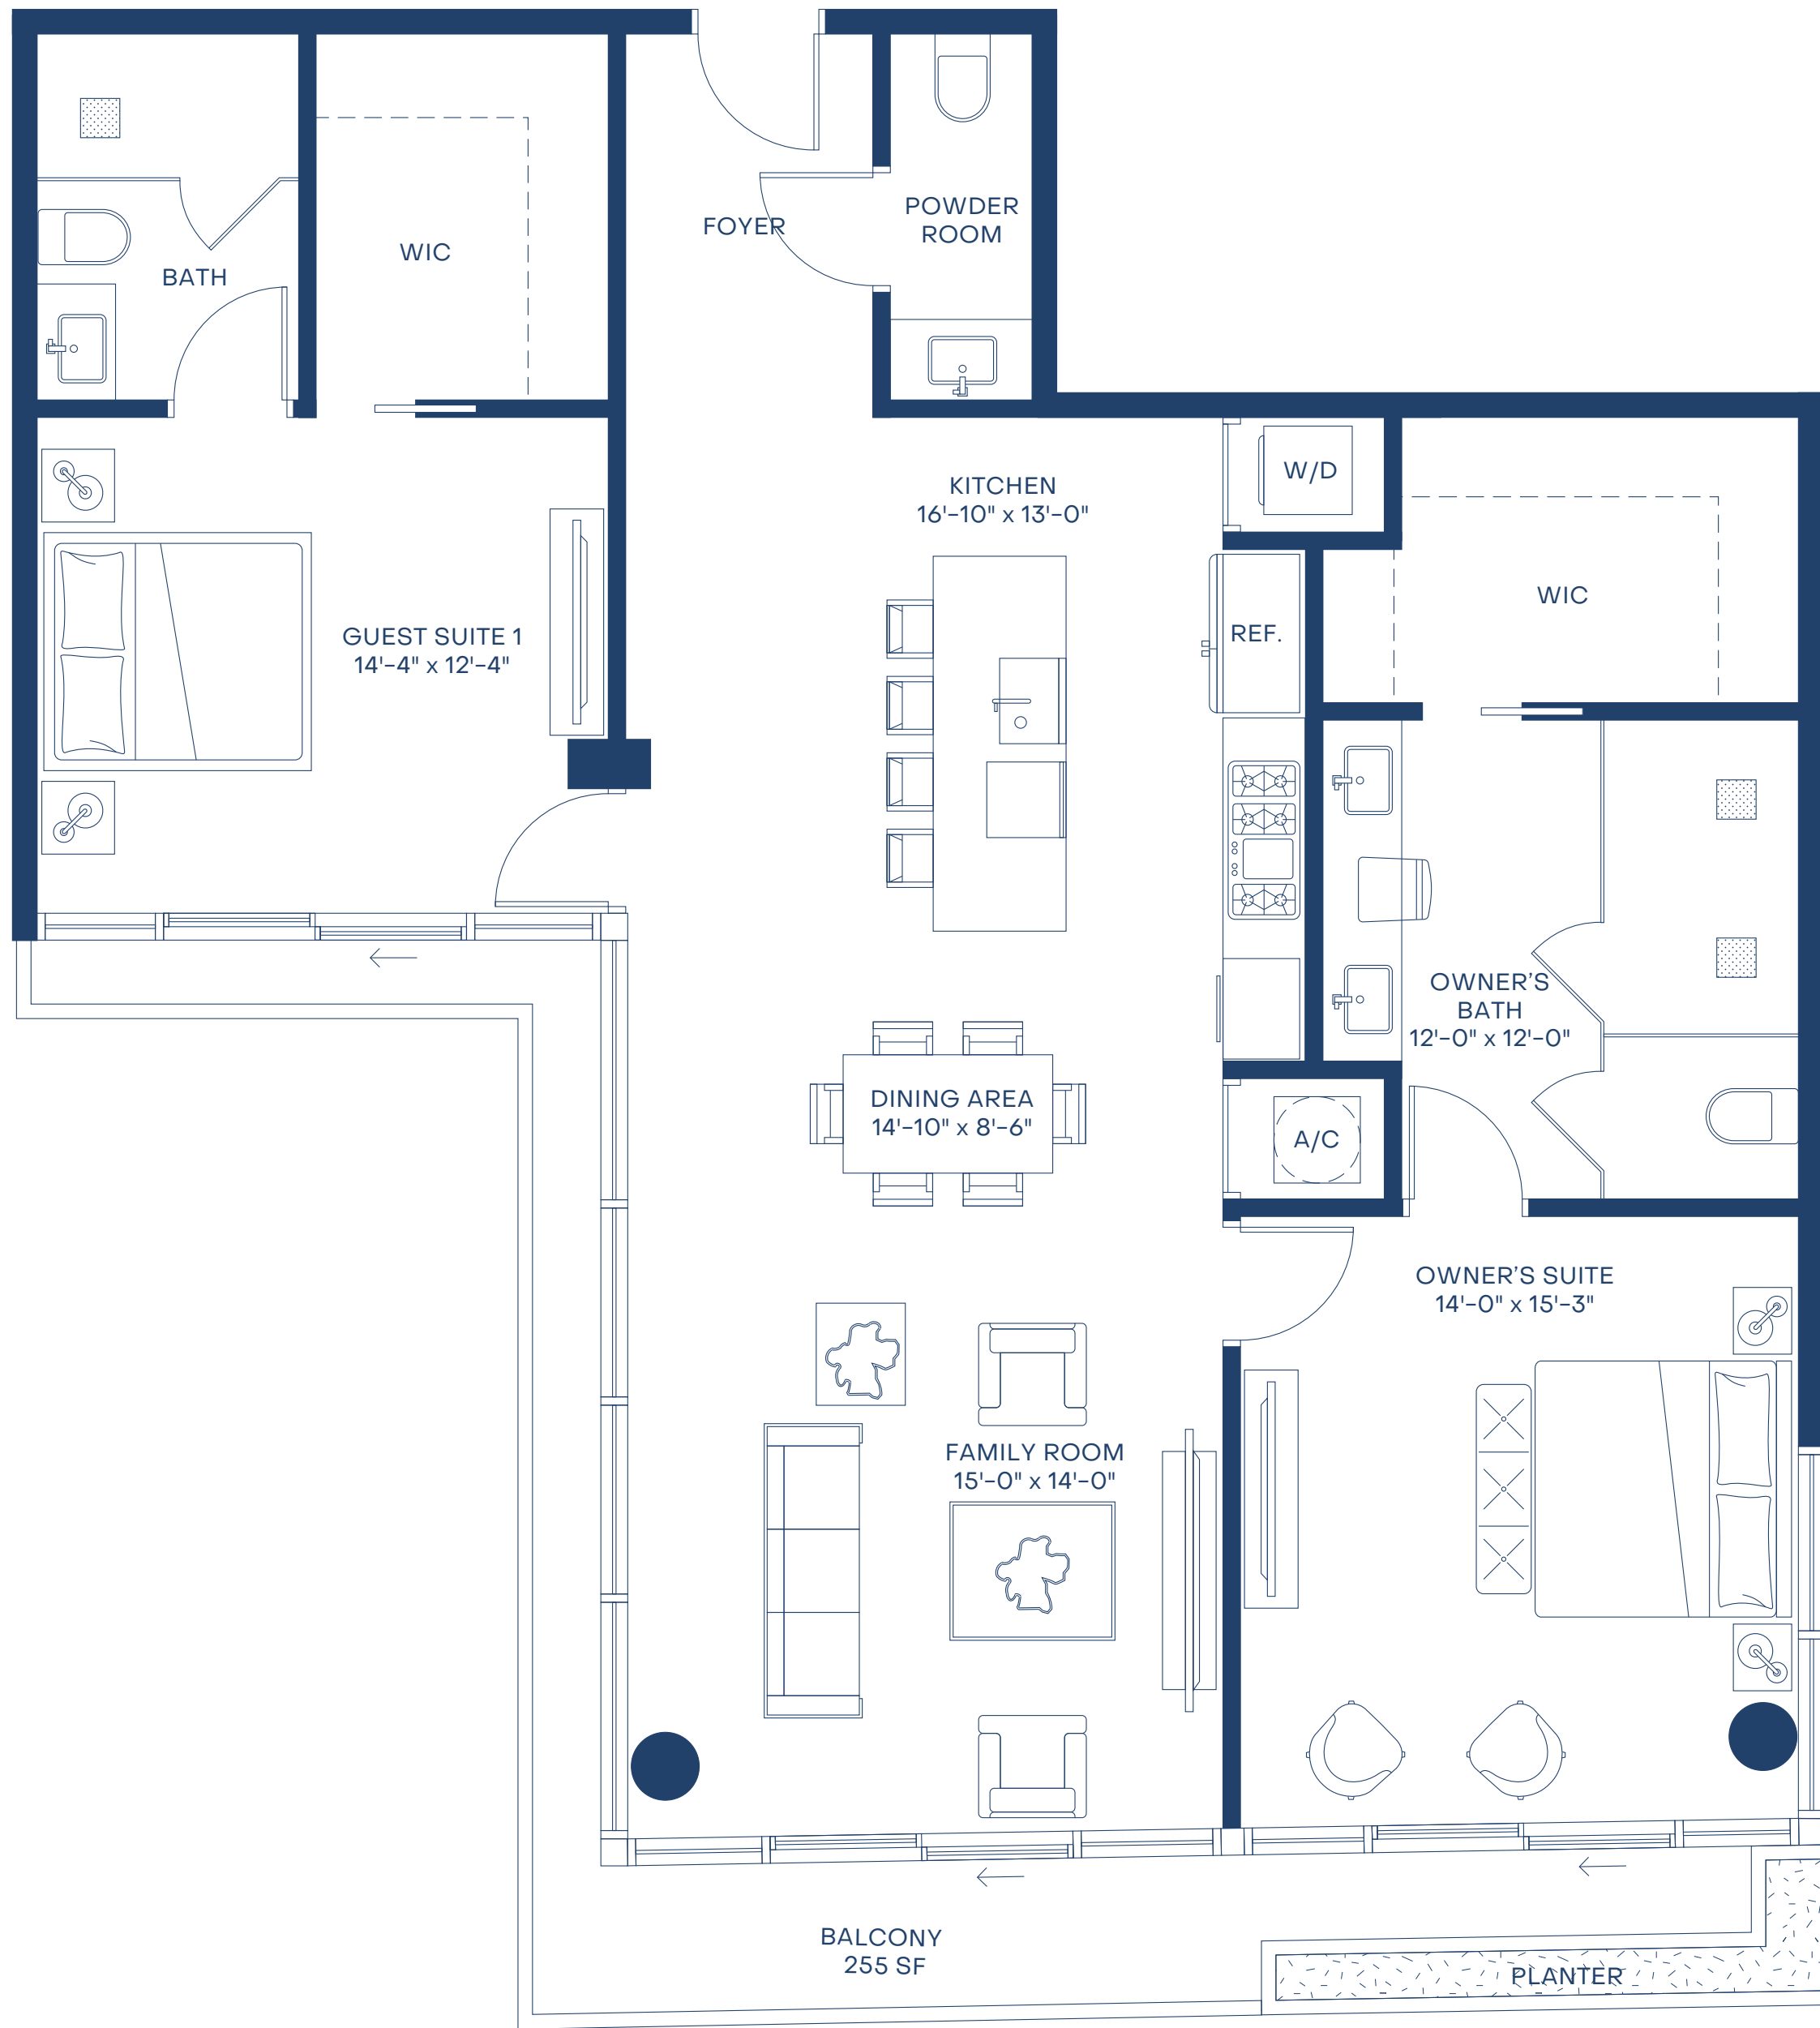 FOYER
POWDER
ROOM
WIC
BATH
KITCHEN
16'-10" x 13'-0"
W/D
WIC
REF.
GUEST SUITE 1
14'-4" x 12'-4"
OWNER'S
BATH
12'-0" x 12'-0"
DINING AREA
14'-10" x 8'-6"
A/C
OWNER'S SUITE
14'-0" x 15'-3"
FAMILY ROOM
15'-0" x 14'-0"
BALCONY
255 SF
PLANTER